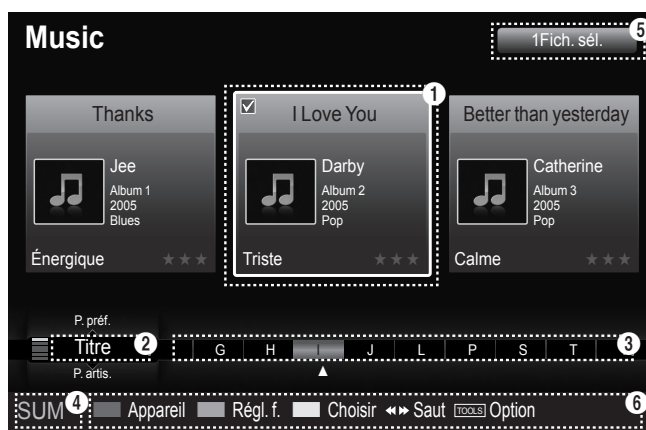 Music
1Fich. sél.
5
1
Thanks
I Love You
Better than yesterday
Jee
Album 1
2005
Blues
Darby
Album 2
2005
Pop
Catherine
Album 3
2005
Pop
Énergique
Triste
Calme
P. préf.
Titre
2
G H I J L P S T
3
P. artis.
SUM
4
Appareil Régl. f. Choisir Saut TOOLS Option
6